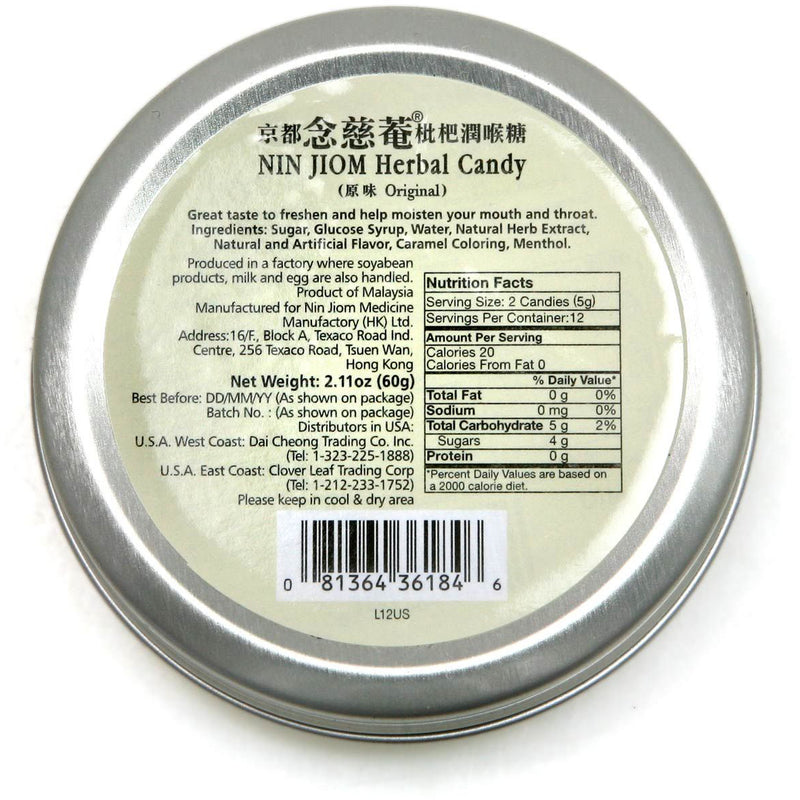 京都念慈菴®枇杷潤喉糖
NIN JIOM Herbal Candy
(原味 Original)
Great taste to freshen and help moisten your mouth and throat.
Ingredients: Sugar, Glucose Syrup, Water, Natural Herb Extract,
Natural and Artificial Flavor, Caramel Coloring, Menthol.
Produced in a factory where soyabean
products, milk and egg are also handled.
Product of Malaysia
Manufactured for Nin Jiom Medicine
Manufactory (HK) Ltd.
Address:16/F., Block A, Texaco Road Ind.
Centre, 256 Texaco Road, Tsuen Wan,
Hong Kong
Net Weight: 2.11oz (60g)
Best Before: DD/MM/YY (As shown on package)
Batch No. : (As shown on package)
Distributors in USA:
U.S.A. West Coast: Dai Cheong Trading Co. Inc.
(Tel: 1-323-225-1888)
U.S.A. East Coast: Clover Leaf Trading Corp
(Tel: 1-212-233-1752)
Please keep in cool & dry area
Nutrition Facts
Serving Size: 2 Candies (5g)
Servings Per Container:12
Amount Per Serving
Calories 20
Calories From Fat 0
% Daily Value*
Total Fat 0 g 0%
Sodium 0 mg 0%
Total Carbohydrate 5 g 2%
Sugars 4 g
Protein 0 g
*Percent Daily Values are based on
a 2000 calorie diet.
0 81364 36184 6
L12US